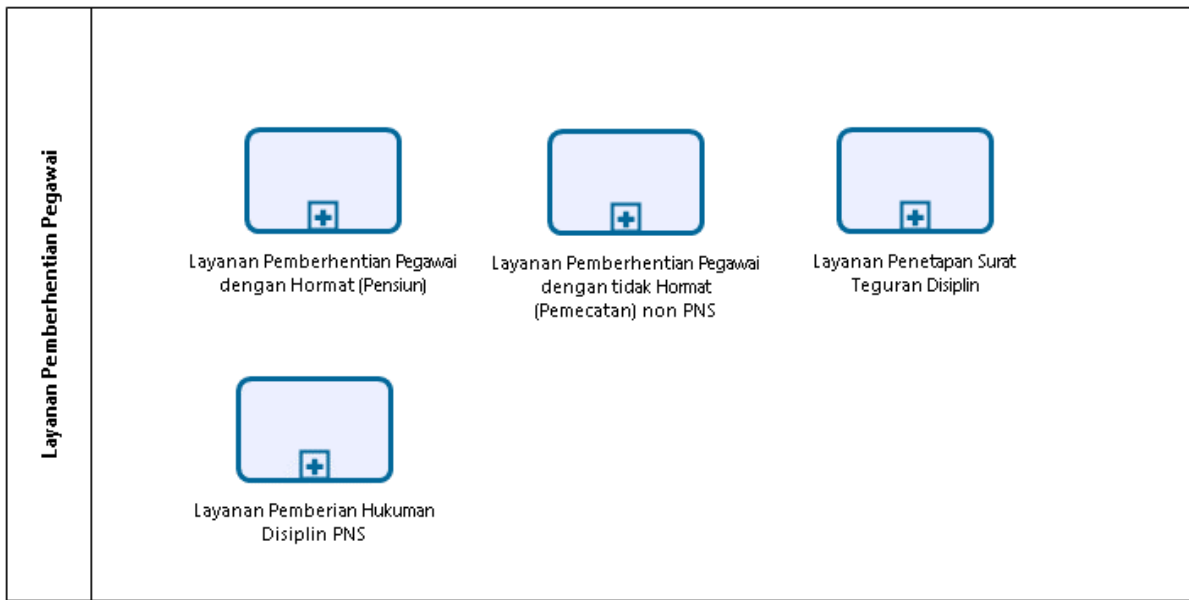 Layanan Pemberhentian Pegawai
Layanan Pemberhentian Pegawai
dengan Hormat (Pensiun)
Layanan Pemberhentian Pegawai
dengan tidak Hormat
(Pemecatan) non PNS
Layanan Penetapan Surat
Teguran Disiplin
Layanan Pemberian Hukuman
Disiplin PNS